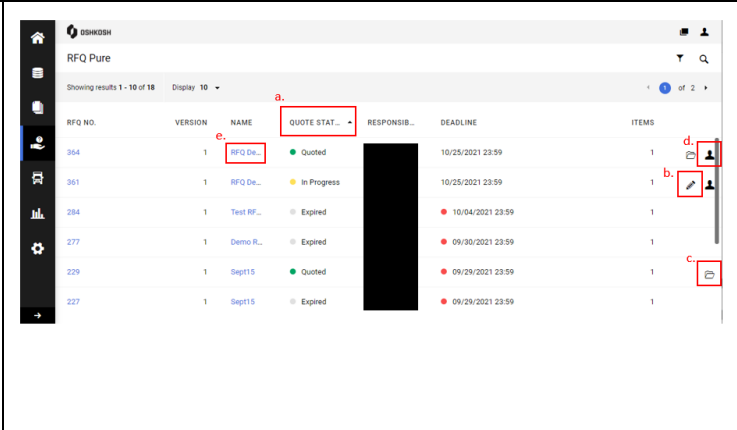 OSHKOSH
RFQ Pure
Showing results 1 - 10 of 18 Display 10 1 of 2
a.
RFQ NO. VERSION NAME QUOTE STAT... RESPONSIB... DEADLINE ITEMS
e. d.
364 1 RFQ De... Quoted 10/25/2021 23:59 1
b.
361 1 RFQ De... In Progress 10/25/2021 23:59 1
284 1 Test RF... Expired 10/04/2021 23:59 1
277 1 Demo R... Expired 09/30/2021 23:59 1
c.
229 1 Sept15 Quoted 09/29/2021 23:59 1
227 1 Sept15 Expired 09/29/2021 23:59 1